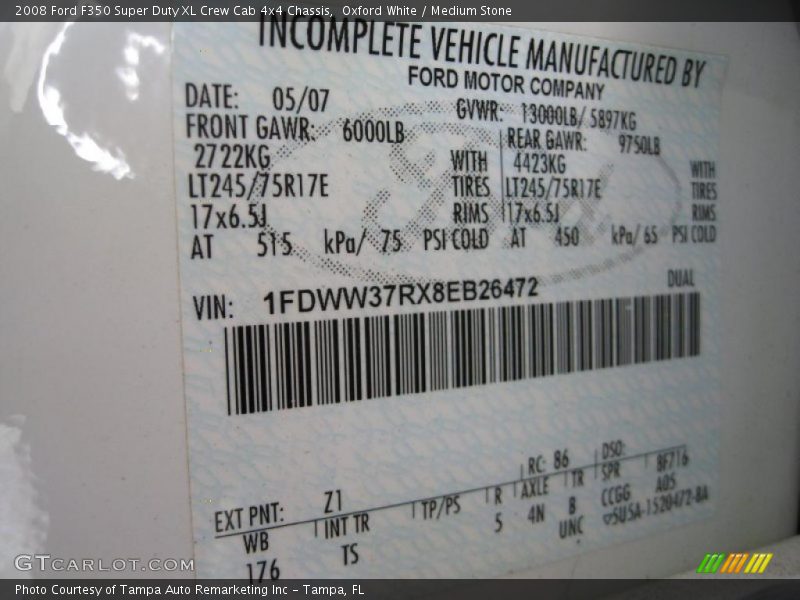 2008 Ford F350 Super Duty XL Crew Cab 4x4 Chassis,  Oxford White / Medium Stone
INCOMPLETE VEHICLE MANUFACTURED BY
FORD MOTOR COMPANY
DATE: 05/07 GVWR: 13000LB/ 5897KG
FRONT GAWR: 6000LB REAR GAWR: 9750LB
2722KG WITH 4423KG WITH
LT245/75R17E TIRES LT245/75R17E TIRES
17x6.5J RIMS 17x6.5J RIMS
AT 515 kPa/ 75 PSI COLD AT 450 kPa/ 65 PSI COLD
DUAL
VIN: 1FDWW37RX8EB26472
RC: 86 DSO:
EXT PNT: Z1
WB INT TR TP/PS R AXLE TR SPR BF716
176 TS 5 4N B CCGG A05
UNC 5U5A-1520472-BA
GTCARLOT.COM
Photo Courtesy of Tampa Auto Remarketing Inc – Tampa, FL